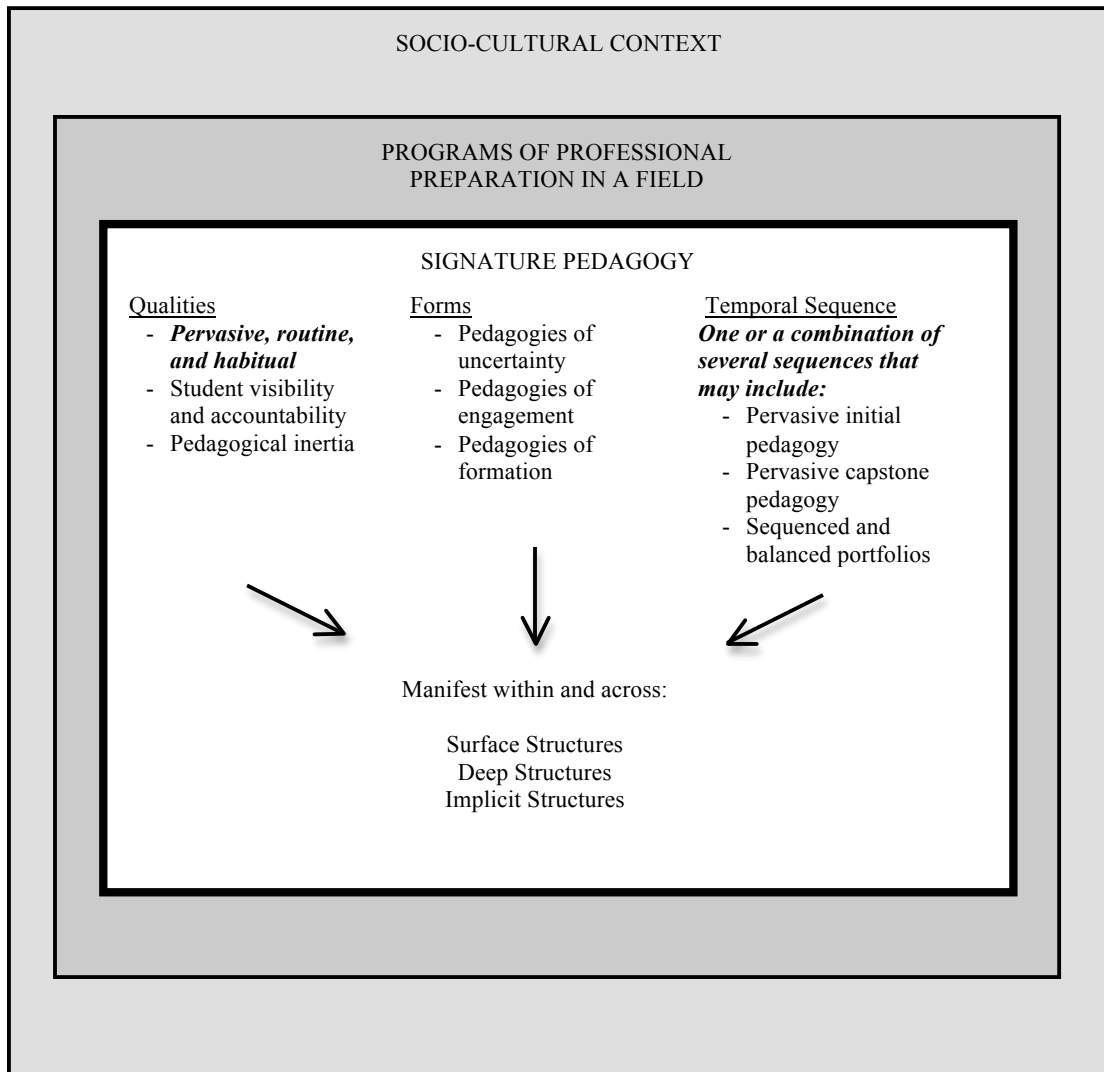 SOCIO-CULTURAL CONTEXT
PROGRAMS OF PROFESSIONAL
PREPARATION IN A FIELD
SIGNATURE PEDAGOGY
Qualities
- Pervasive, routine,
and habitual
- Student visibility
and accountability
- Pedagogical inertia
Forms
- Pedagogies of
uncertainty
- Pedagogies of
engagement
- Pedagogies of
formation
Temporal Sequence
One or a combination of
several sequences that
may include:
- Pervasive initial
pedagogy
- Pervasive capstone
pedagogy
- Sequenced and
balanced portfolios
Manifest within and across:
Surface Structures
Deep Structures
Implicit Structures